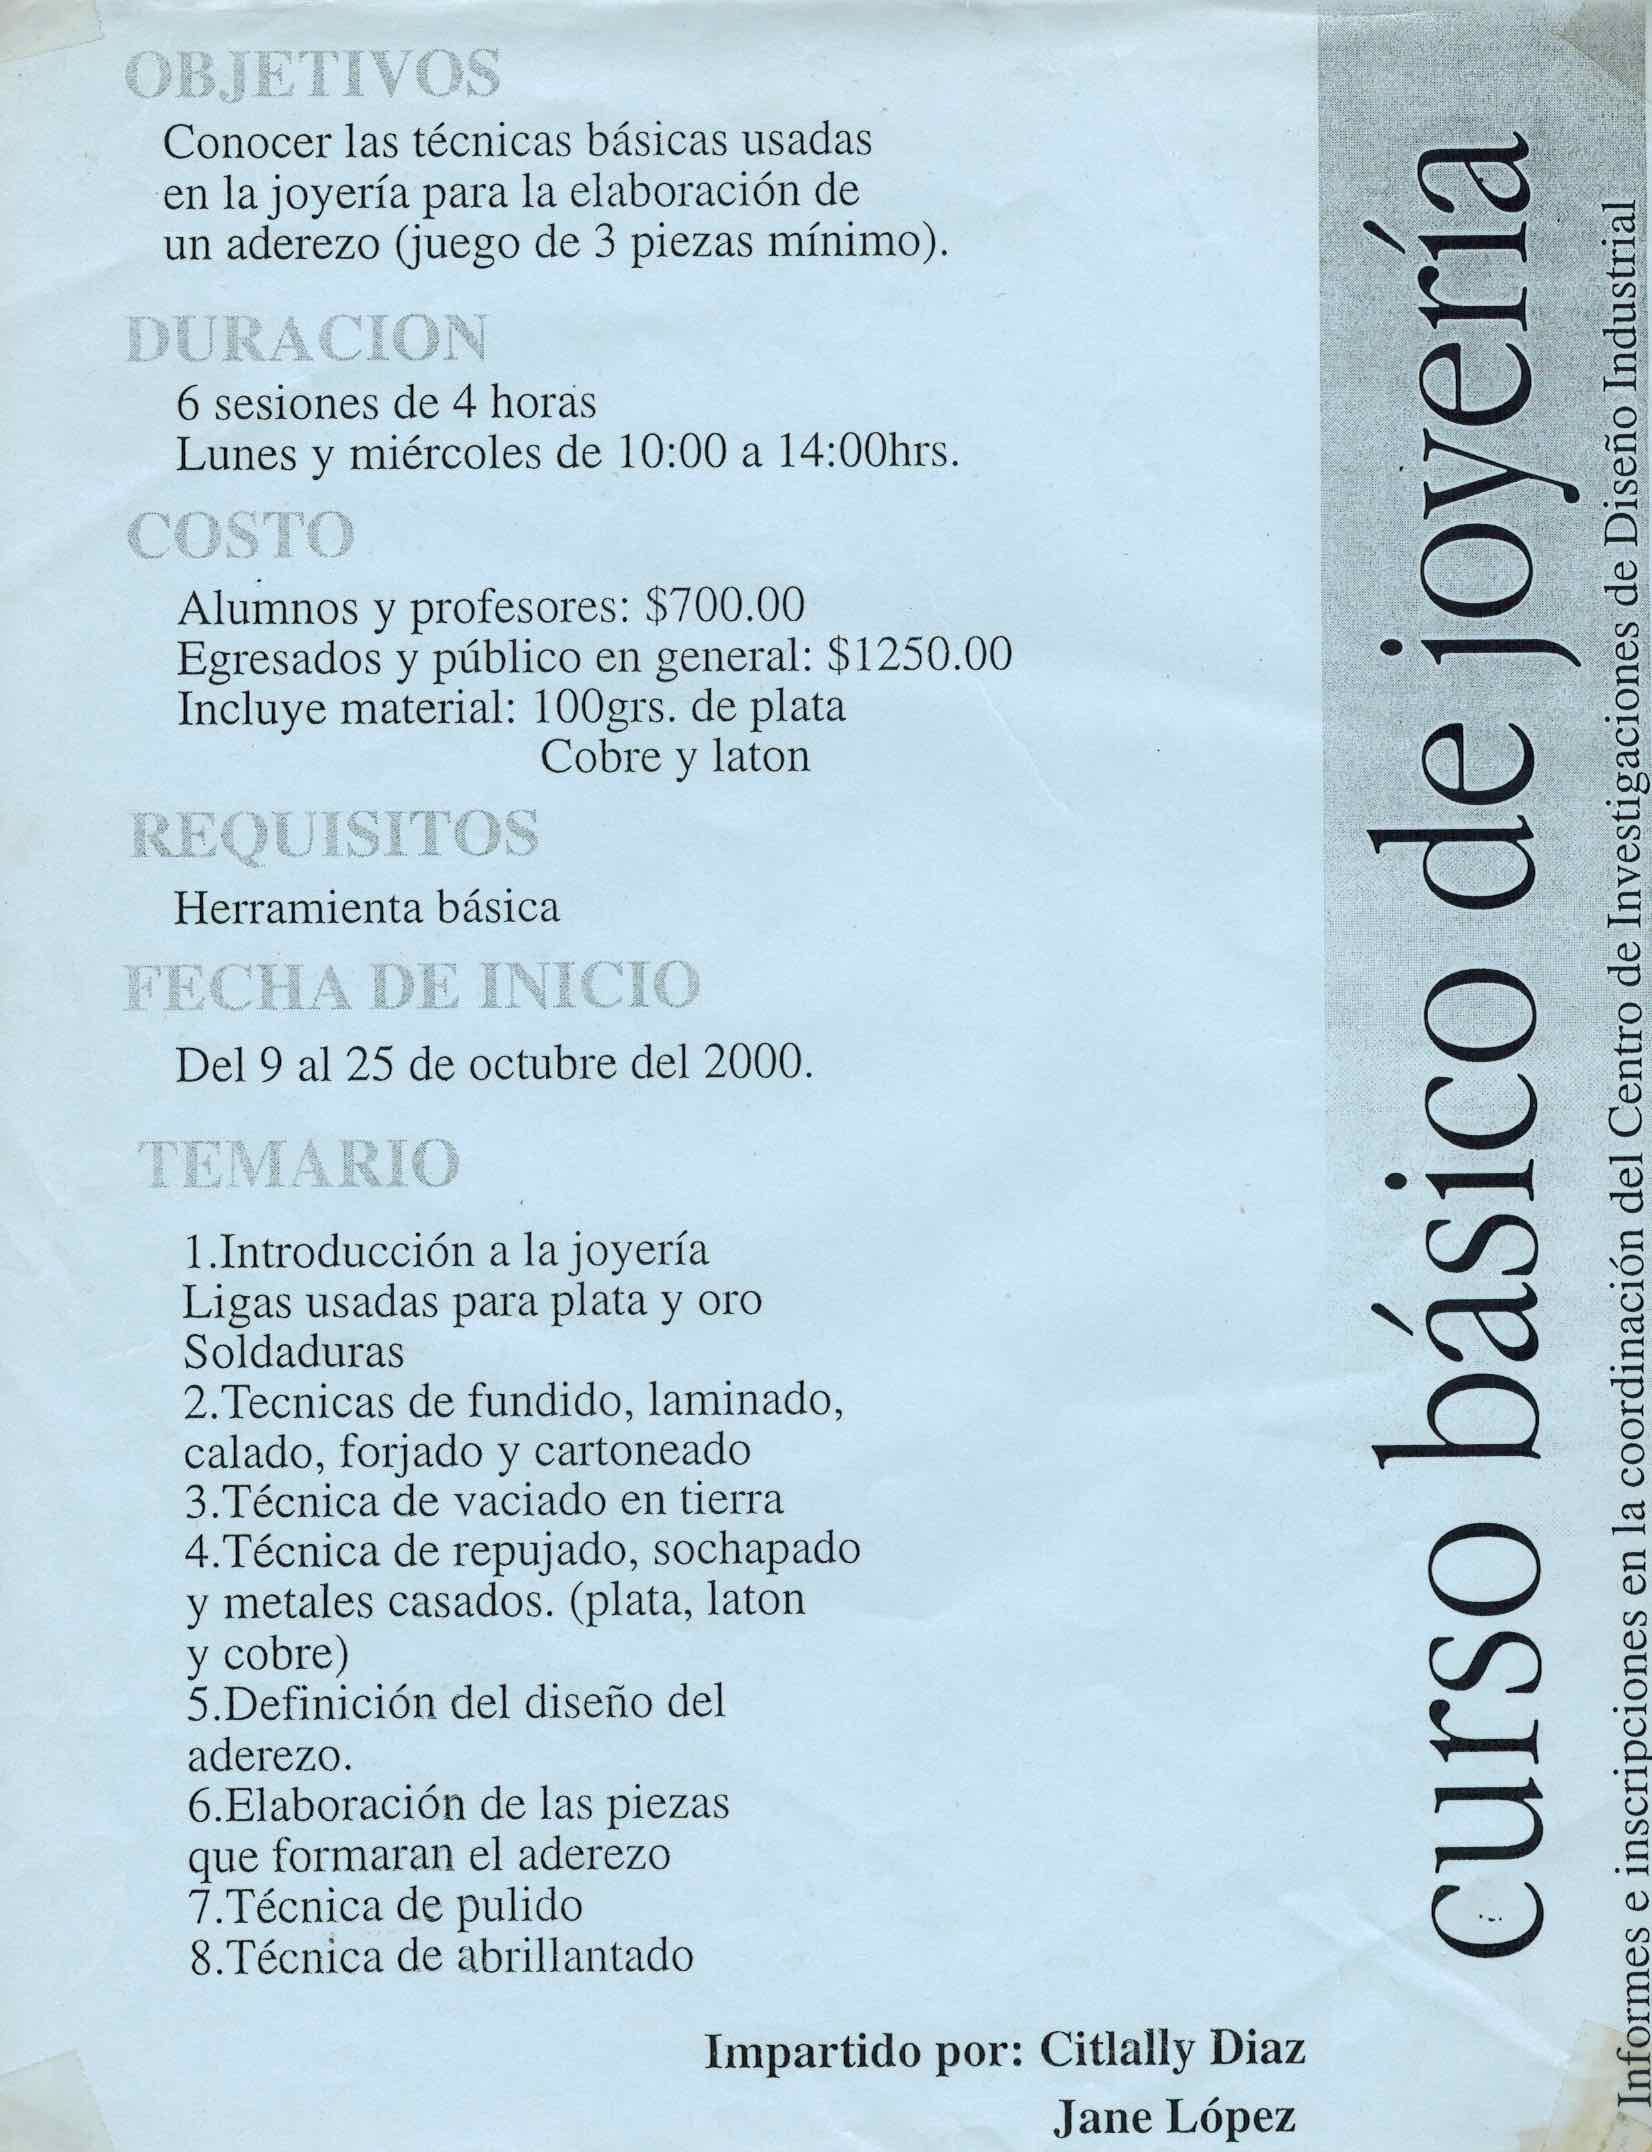 OBJETIVOS
Conocer las técnicas básicas usadas
en la joyería para la elaboración de
un aderezo (juego de 3 piezas mínimo).
DURACION
6 sesiones de 4 horas
Lunes y miércoles de 10:00 a 14:00hrs.
COSTO
Alumnos y profesores: $700.00
Egresados y público en general: $1250.00
Incluye material: 100grs. de plata
Cobre y laton
REQUISITOS
Herramienta básica
FECHA DE INICIO
Del 9 al 25 de octubre del 2000.
TEMARIO
1.Introducción a la joyería
Ligas usadas para plata y oro
Soldaduras
2.Tecnicas de fundido, laminado,
calado, forjado y cartoneado
3.Técnica de vaciado en tierra
4.Técnica de repujado, sochapado
y metales casados. (plata, laton
y cobre)
5.Definición del diseño del
aderezo.
6.Elaboración de las piezas
que formaran el aderezo
7.Técnica de pulido
8.Técnica de abrillantado
Impartido por: Citlally Diaz
Jane López
curso básico de joyería
Informes e inscripciones en la coordinación del Centro de Investigaciones de Diseño Industrial